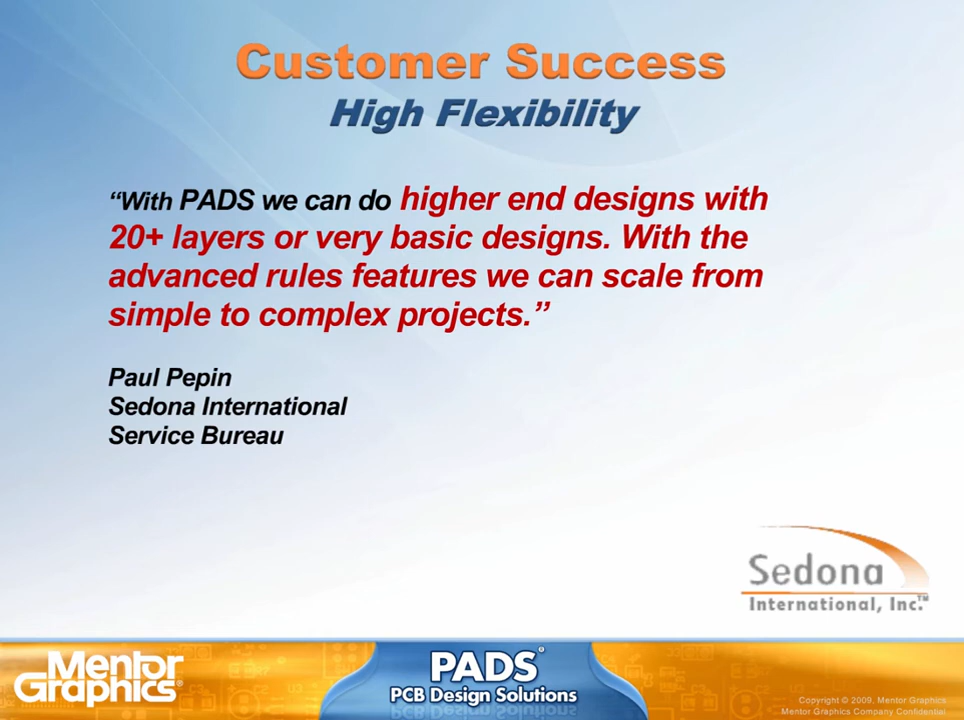 Customer Success
High Flexibility
“With PADS we can do higher end designs with
20+ layers or very basic designs. With the
advanced rules features we can scale from
simple to complex projects.”
Paul Pepin
Sedona International
Service Bureau
Sedona
International, Inc.™
Mentor
Graphics®
PADS®
PCB Design Solutions
Copyright © 2009, Mentor Graphics
Mentor Graphics Company Confidential